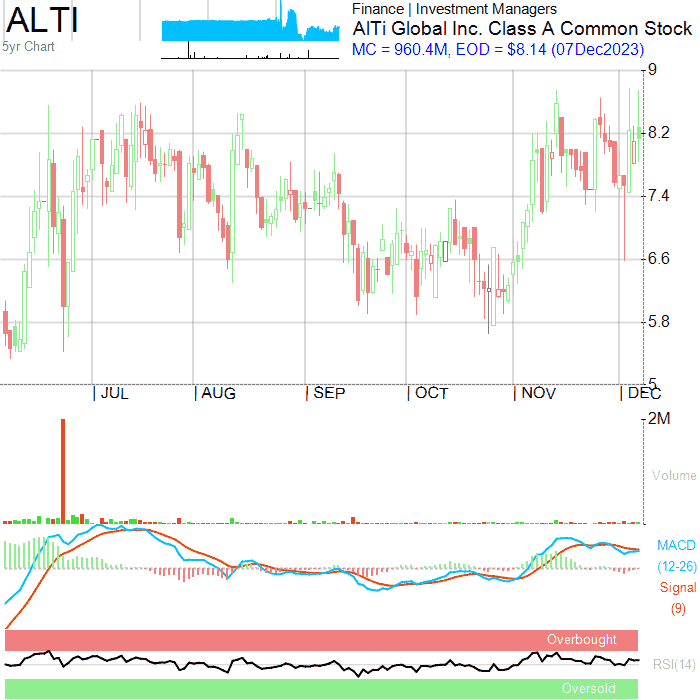 ALTI
5yr Chart
Finance | Investment Managers
AlTi Global Inc. Class A Common Stock
MC = 960.4M, EOD = $8.14 (07Dec2023)
9
8.2
7.4
6.6
5.8
5
| JUL | AUG | SEP | OCT | NOV | DEC
2M
Volume
MACD
(12-26)
Signal
(9)
Overbought
RSI(14)
Oversold